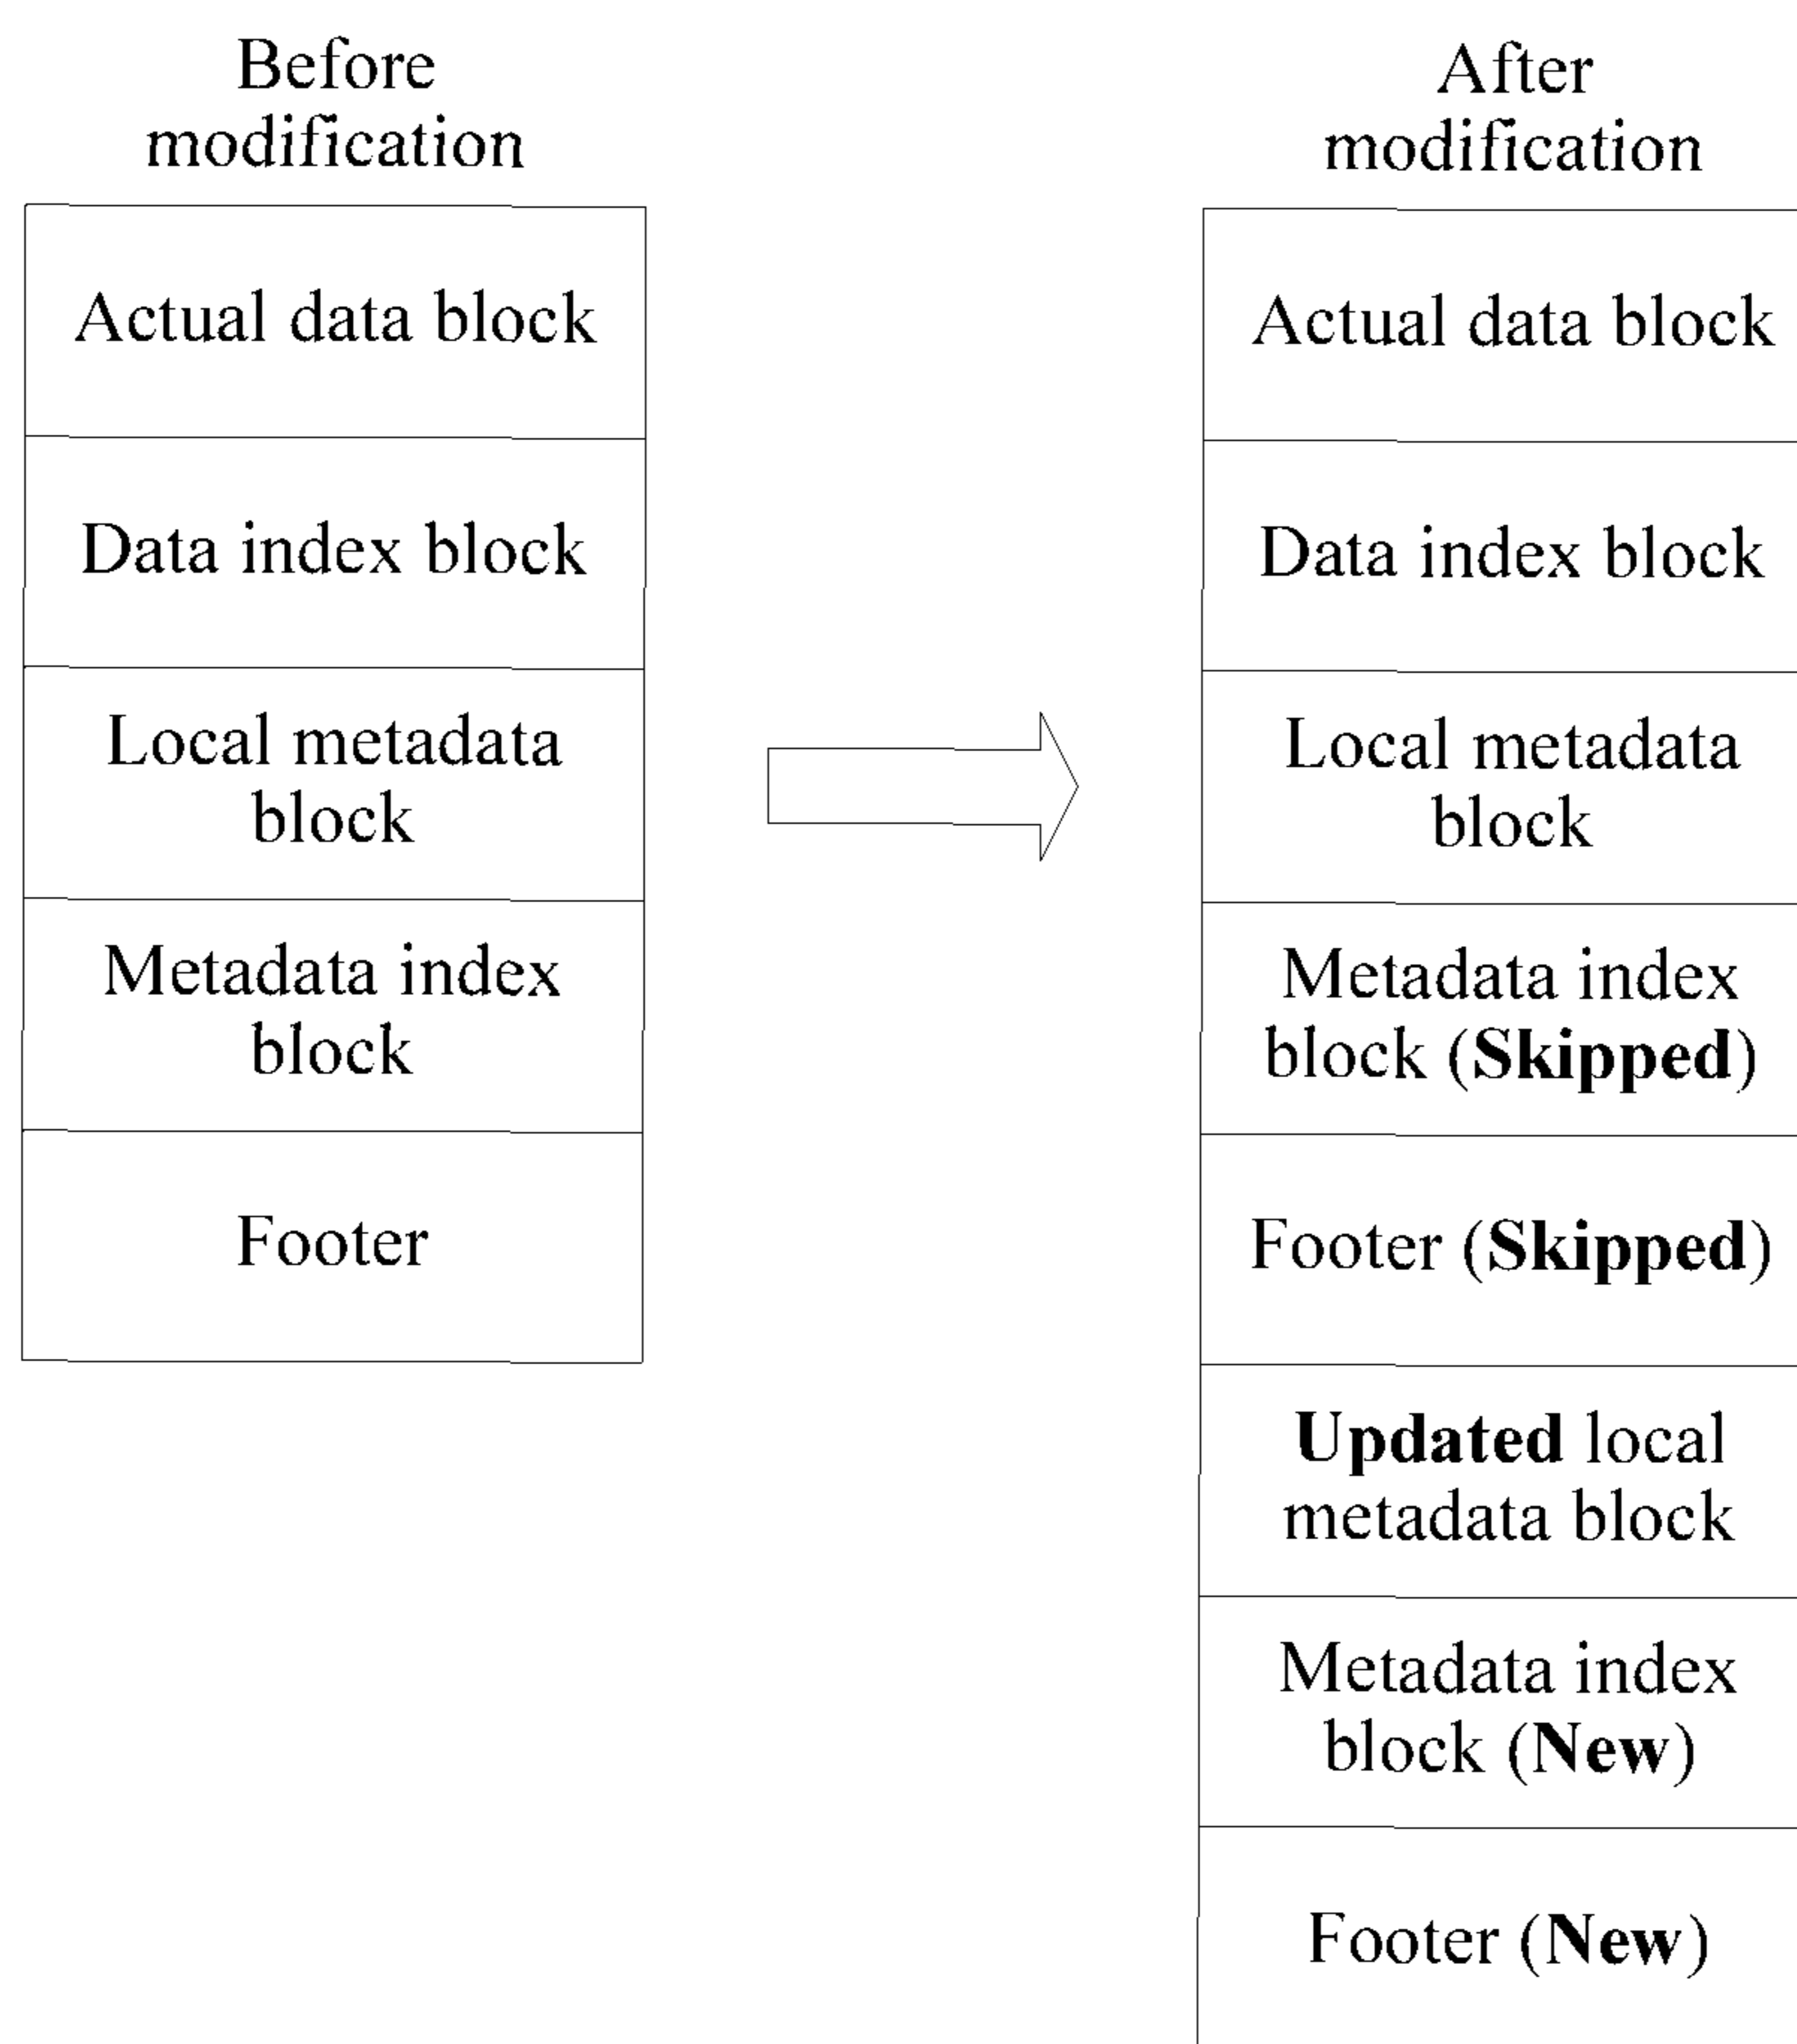 Before
modification
Actual data block
Data index block
Local metadata
block
Metadata index
block
Footer
After
modification
Actual data block
Data index block
Local metadata
block
Metadata index
block (Skipped)
Footer (Skipped)
Updated local
metadata block
Metadata index
block (New)
Footer (New)